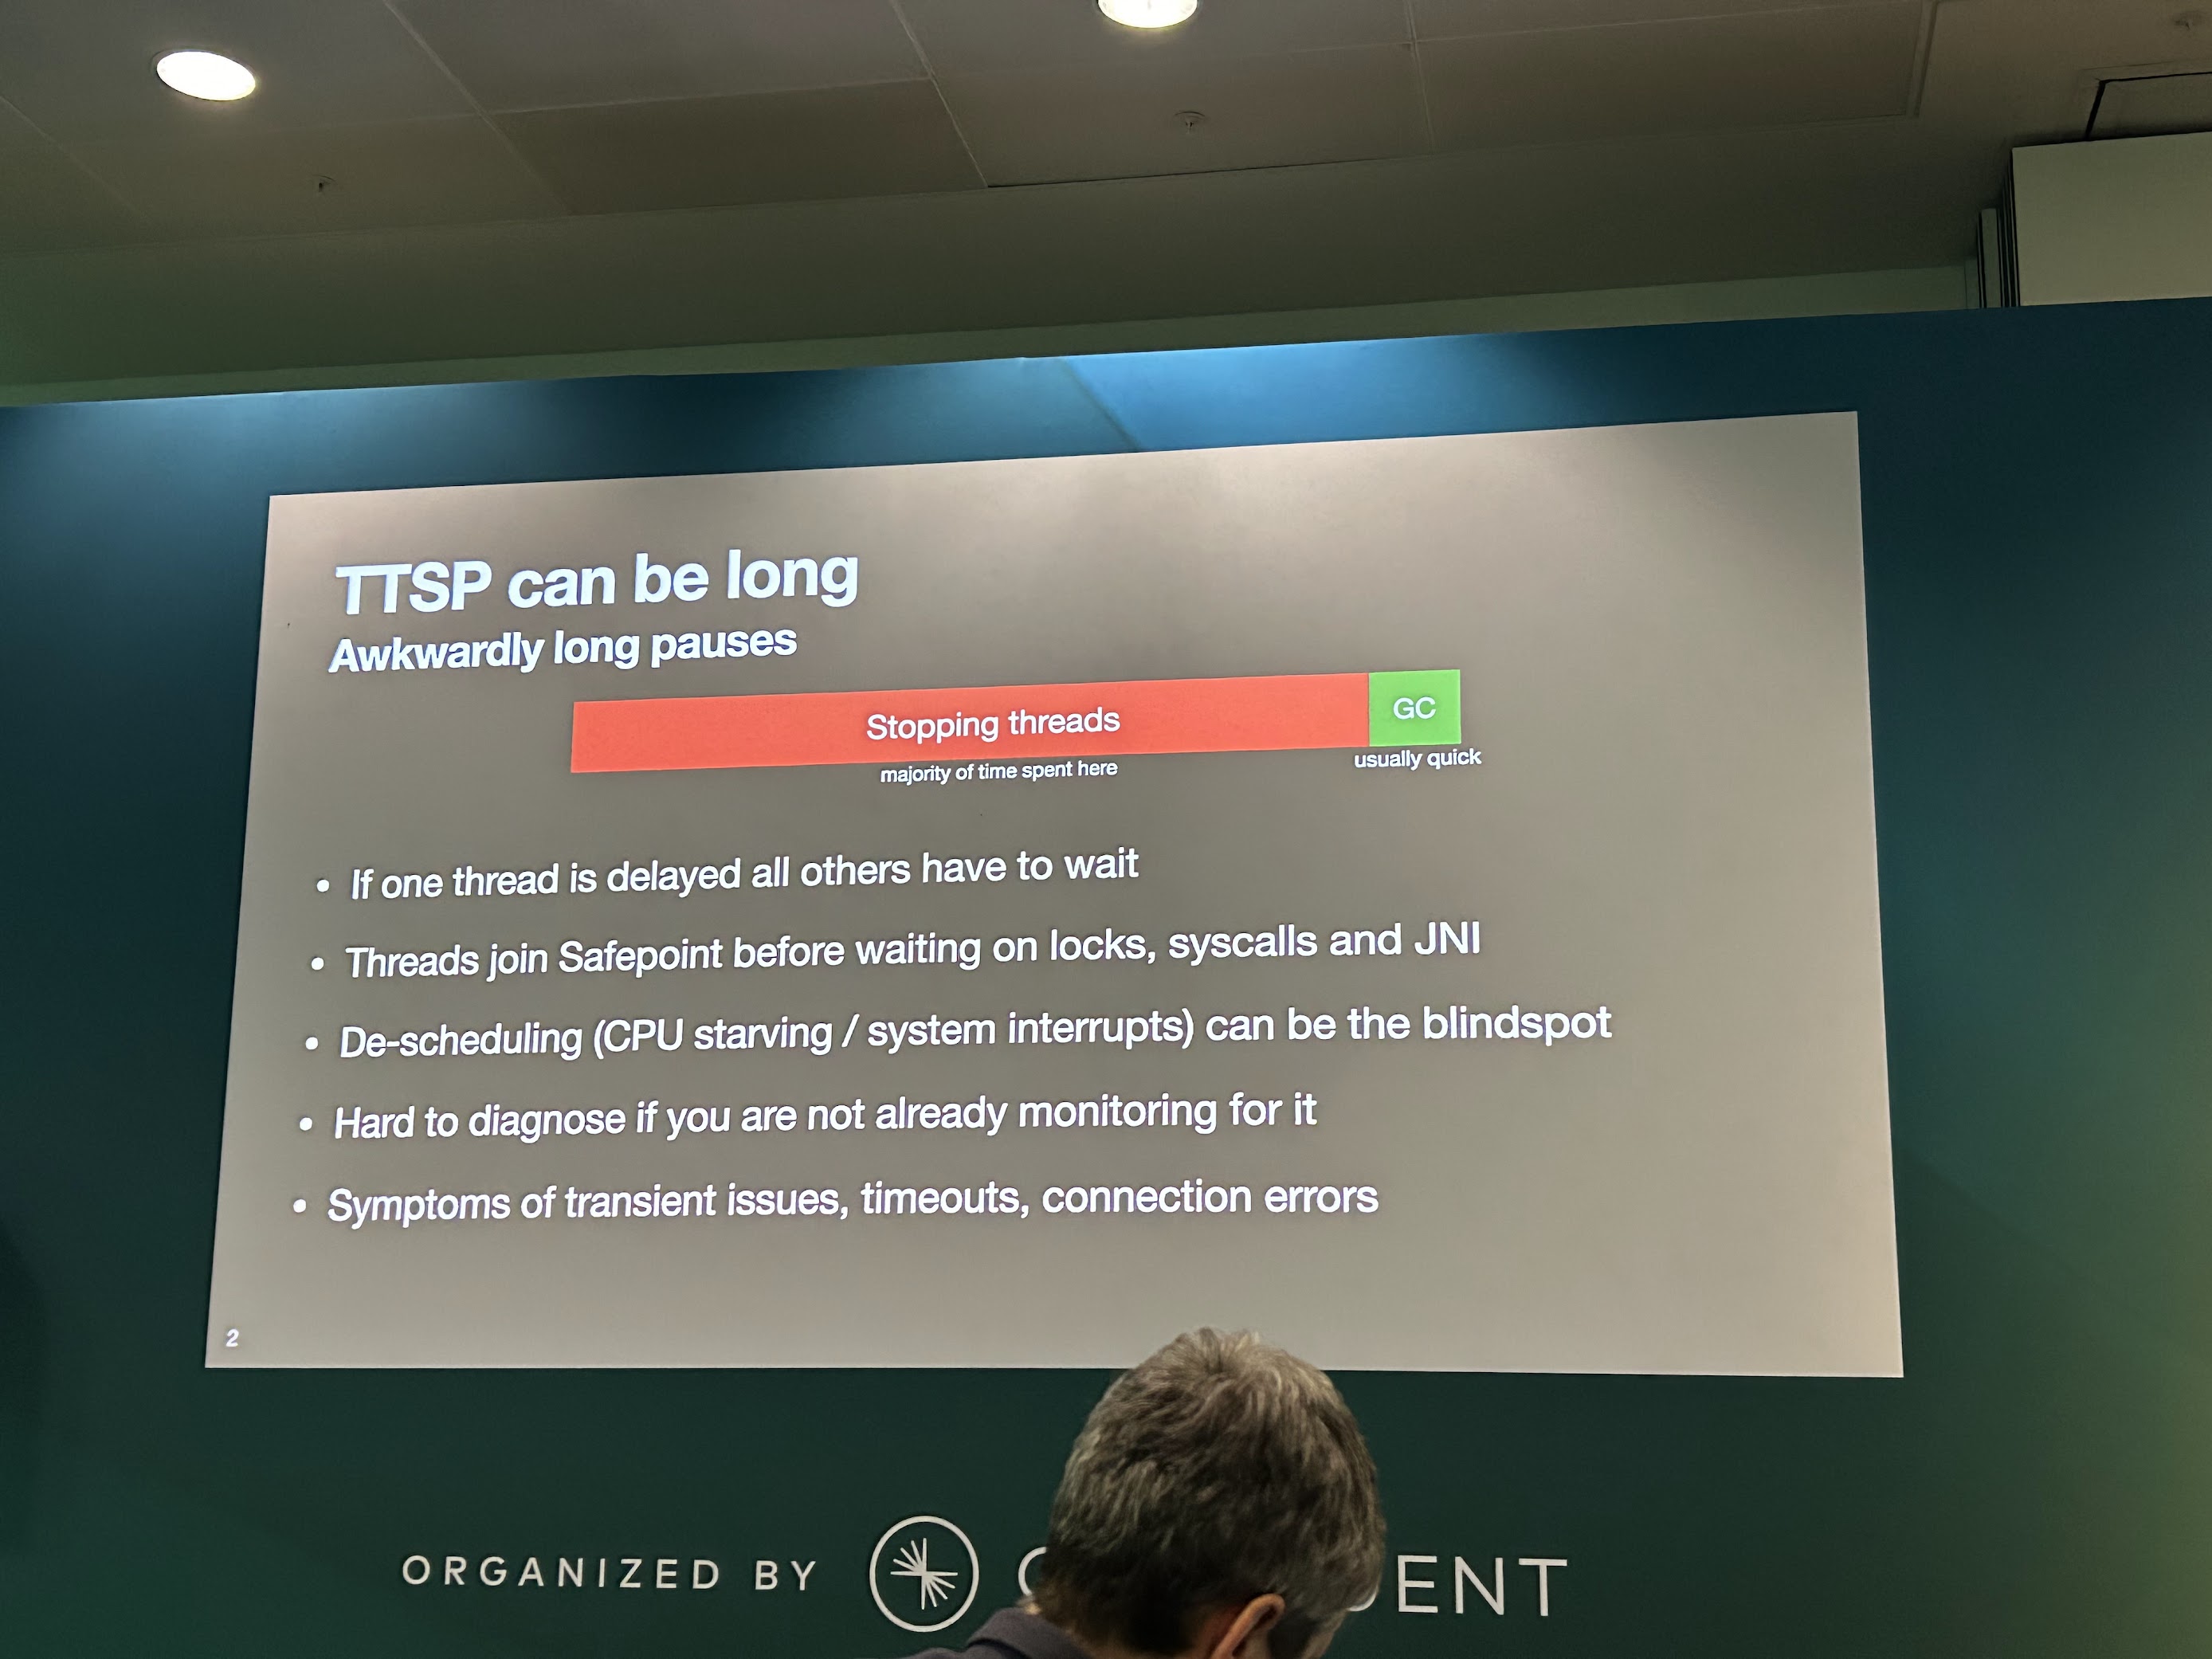 TTSP can be long
Awkwardly long pauses
Stopping threads
GC
majority of time spent here
usually quick
• If one thread is delayed all others have to wait
• Threads join Safepoint before waiting on locks, syscalls and JNI
• De-scheduling (CPU starving / system interrupts) can be the blindspot
• Hard to diagnose if you are not already monitoring for it
• Symptoms of transient issues, timeouts, connection errors
2
ORGANIZED BY